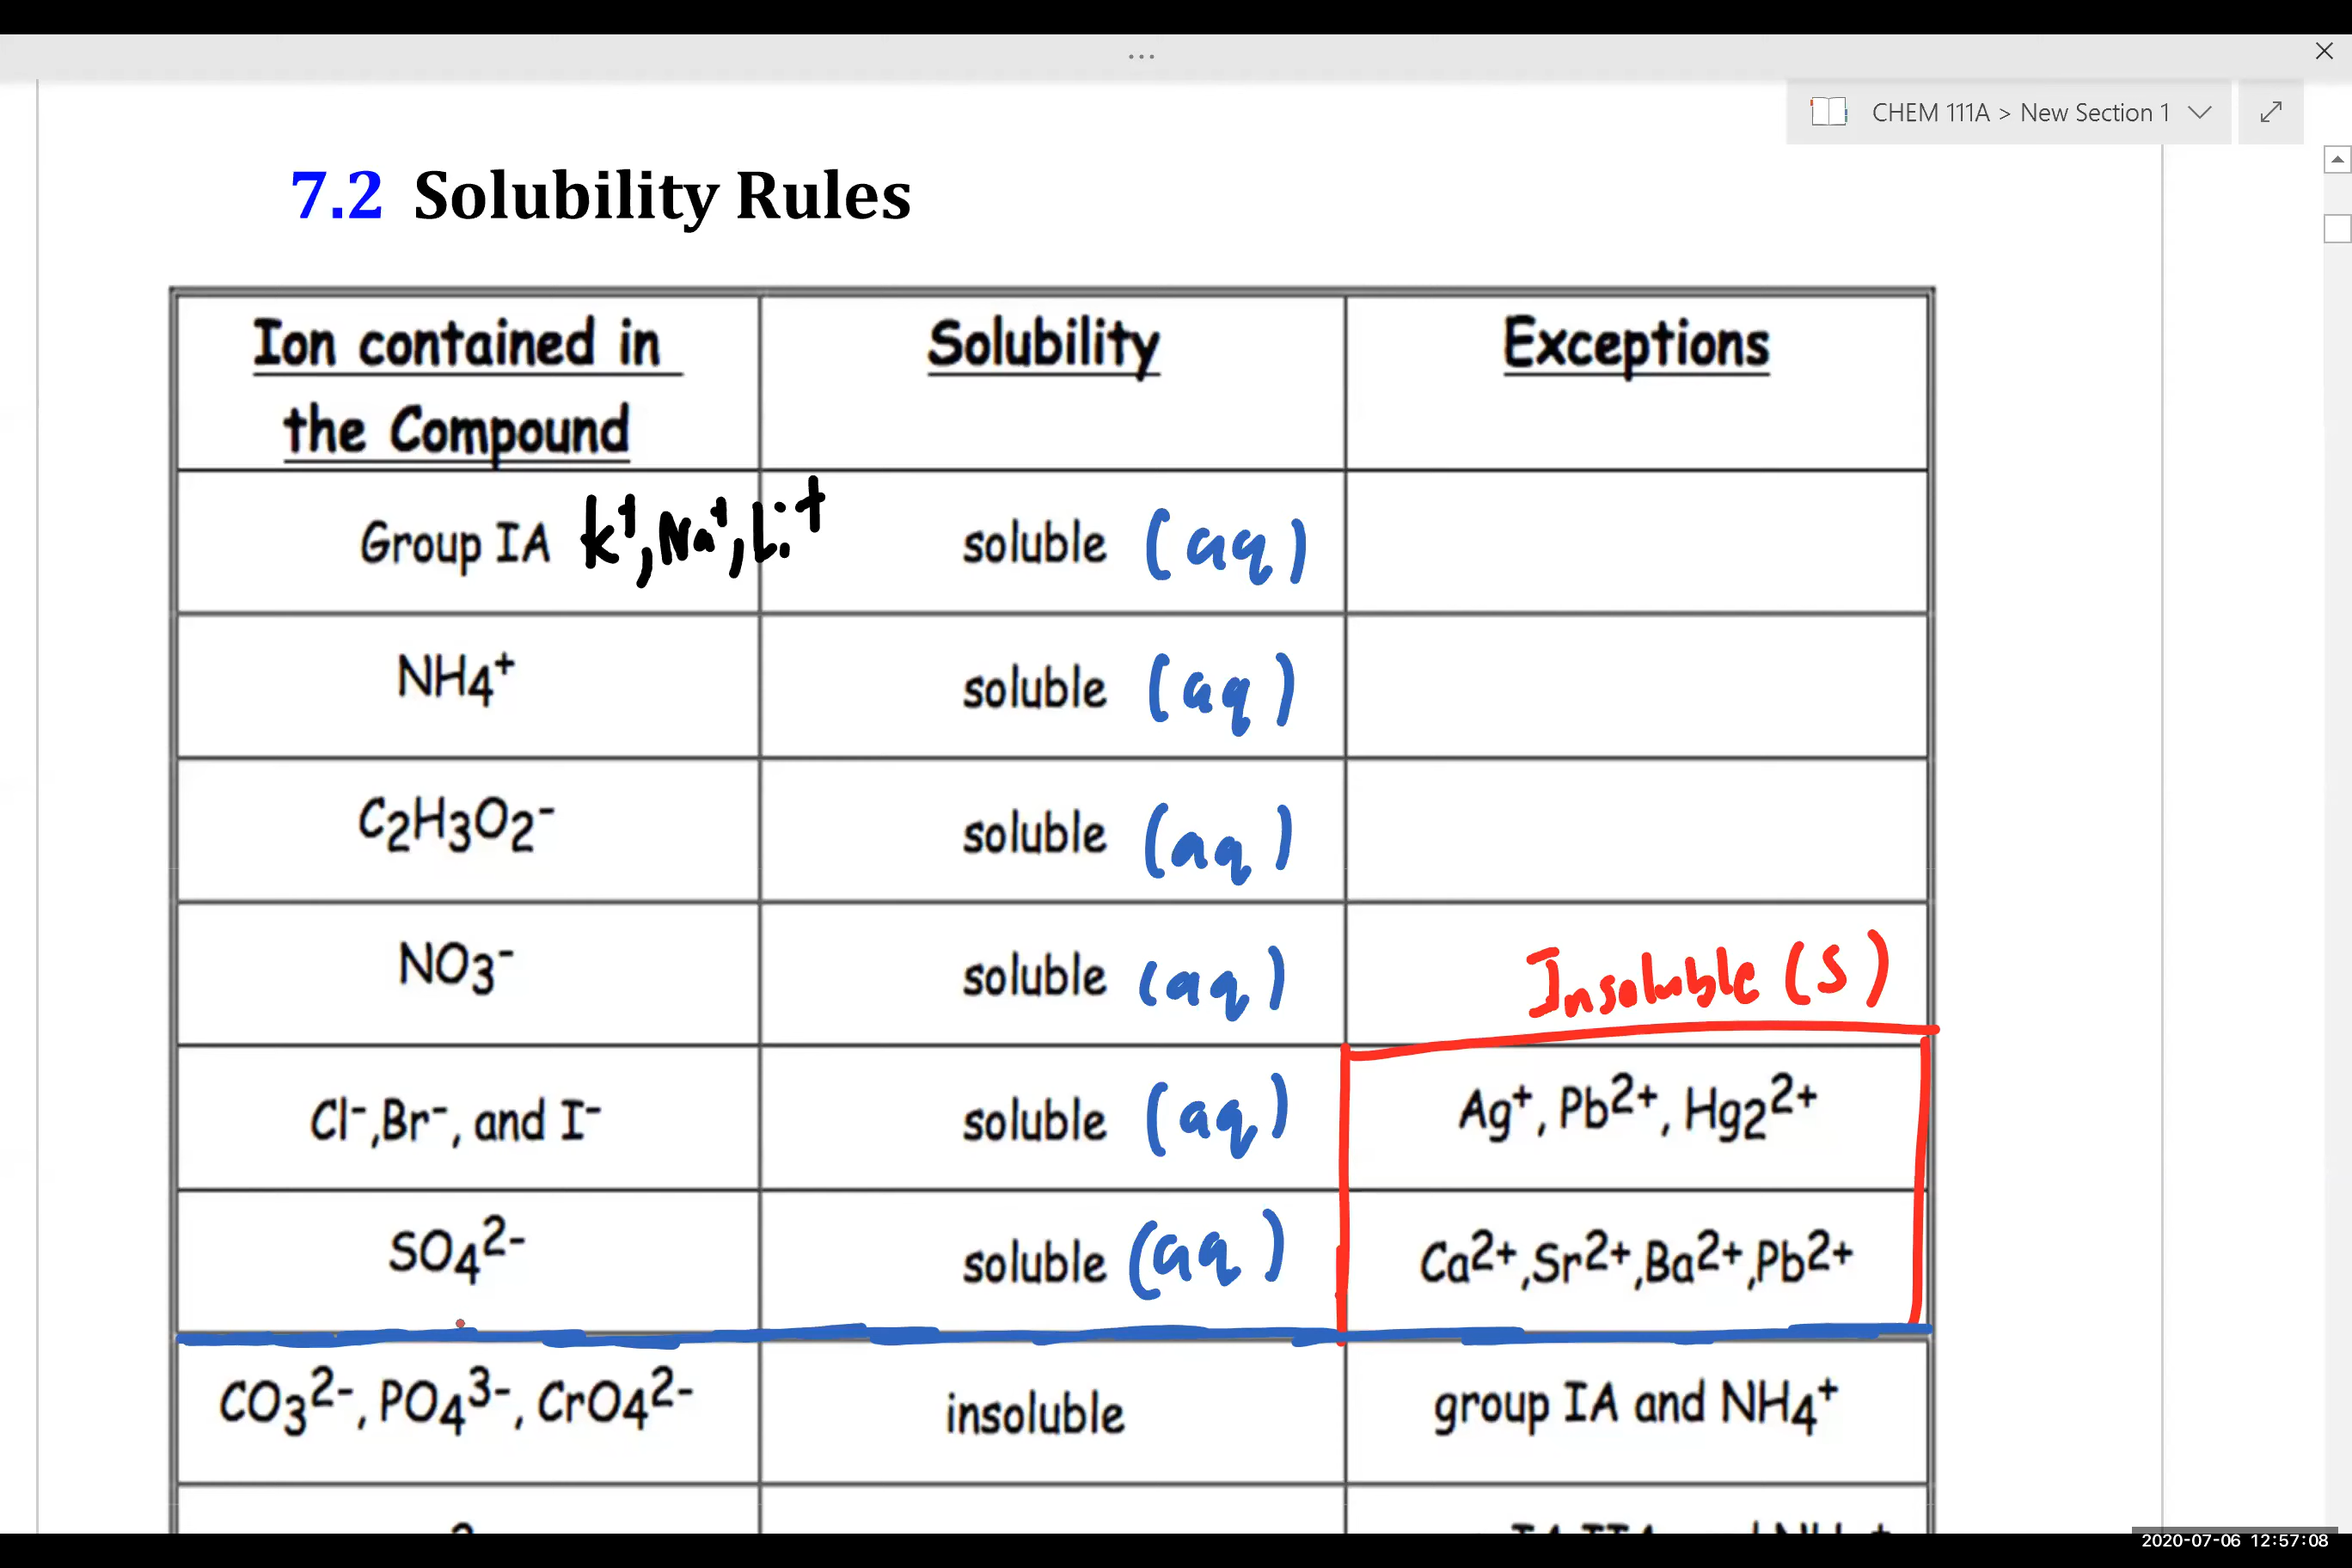 ...
CHEM 111A > New Section 1
7.2 Solubility Rules
Ion contained in
the Compound
Solubility
Exceptions
Group IA K⁺, Na⁺, Li⁺
soluble (aq)
NH₄⁺
soluble (aq)
C₂H₃O₂⁻
soluble (aq)
NO₃⁻
soluble (aq)
Insoluble (s)
Cl⁻,Br⁻, and I⁻
soluble (aq)
Ag⁺, Pb²⁺, Hg₂²⁺
SO₄²⁻
soluble (aq)
Ca²⁺,Sr²⁺,Ba²⁺,Pb²⁺
CO₃²⁻, PO₄³⁻, CrO₄²⁻
insoluble
group IA and NH₄⁺
2020-07-06 12:57:08